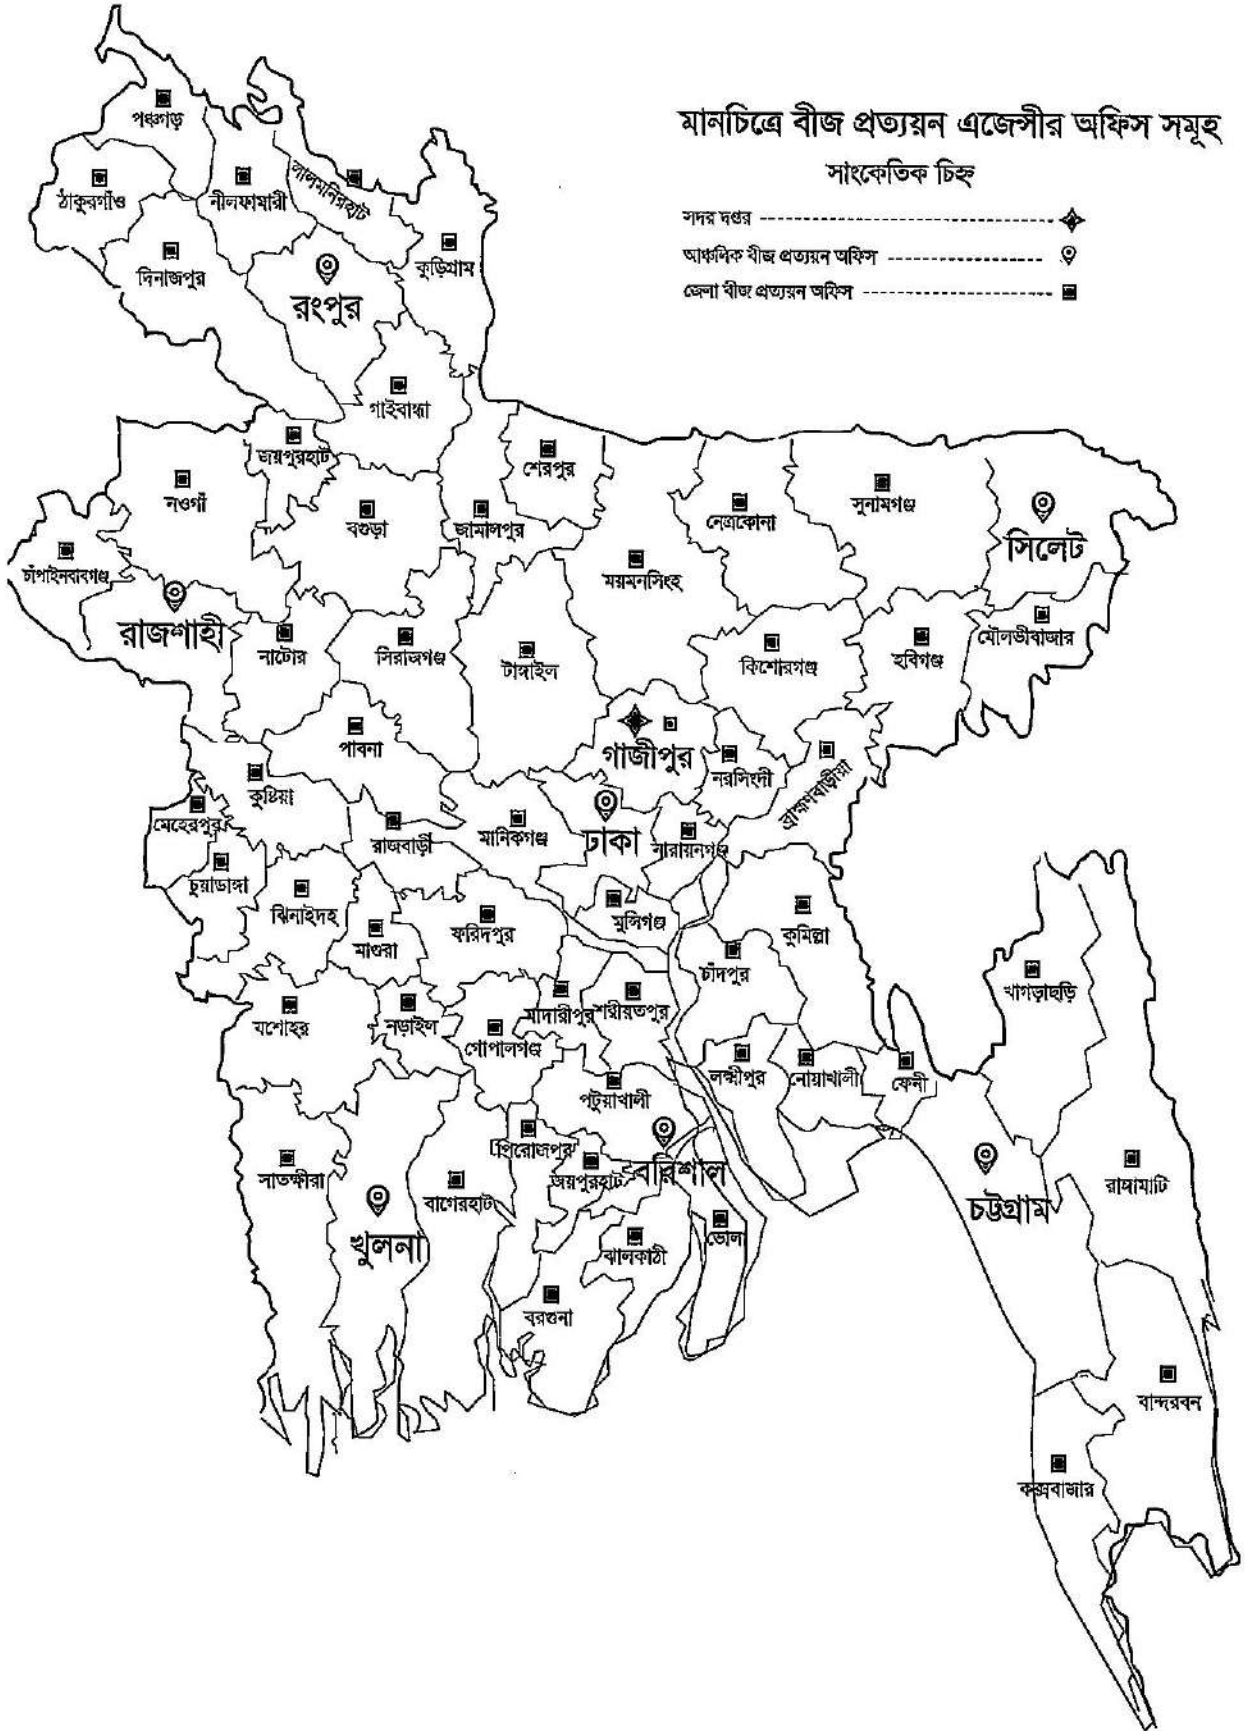 মানচিত্রে বীজ প্রত্যয়ন এজেন্সীর অফিস সমূহ
সাংকেতিক চিহ্ন
সদর দপ্তর
আঞ্চলিক বীজ প্রত্যয়ন অফিস
জেলা বীজ প্রত্যয়ন অফিস
পঞ্চগড়
ঠাকুরগাঁও
নীলফামারী
লালমনিরহাট
দিনাজপুর
কুড়িগ্রাম
রংপুর
গাইবান্ধা
জয়পুরহাট
শেরপুর
নওগাঁ
বগুড়া
জামালপুর
নেত্রকোনা
সুনামগঞ্জ
সিলেট
চাঁপাইনবাবগঞ্জ
ময়মনসিংহ
রাজশাহী
নাটোর
সিরাজগঞ্জ
টাঙ্গাইল
কিশোরগঞ্জ
হবিগঞ্জ
মৌলভীবাজার
পাবনা
গাজীপুর
নরসিংদী
ব্রাহ্মণবাড়ীয়া
কুষ্টিয়া
মেহেরপুর
রাজবাড়ী
মানিকগঞ্জ
ঢাকা
নারায়নগঞ্জ
চুয়াডাঙ্গা
ঝিনাইদহ
মাগুরা
ফরিদপুর
মুন্সিগঞ্জ
কুমিল্লা
চাঁদপুর
খাগড়াছড়ি
যশোহর
নড়াইল
গোপালগঞ্জ
মাদারীপুর
শরীয়তপুর
লক্ষ্মীপুর
নোয়াখালী
ফেনী
পটুয়াখালী
পিরোজপুর
জয়পুরহাট
বরিশাল
সাতক্ষীরা
বাগেরহাট
খুলনা
চট্টগ্রাম
রাঙ্গামাটি
ভোলা
ঝালকাঠী
বরগুনা
বান্দরবন
কক্সবাজার